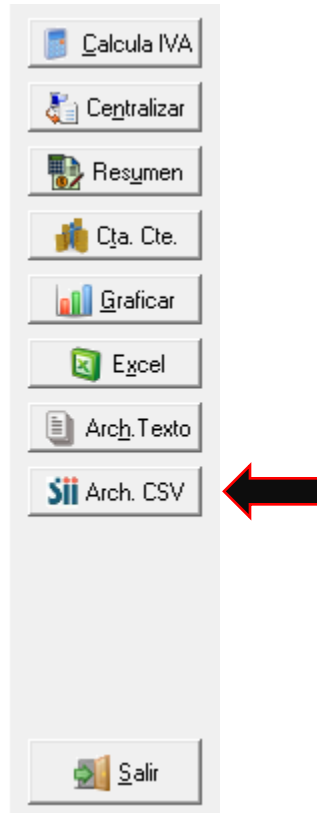 Calcula IVA
Centralizar
Resumen
Cta. Cte.
Graficar
Excel
Arch.Texto
Sii Arch. CSV
Salir